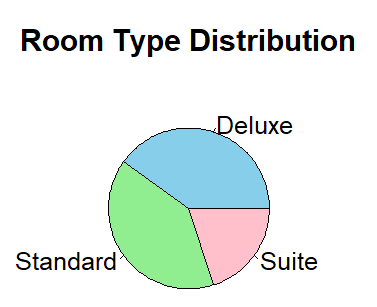 Room Type Distribution
Deluxe
Standard
Suite